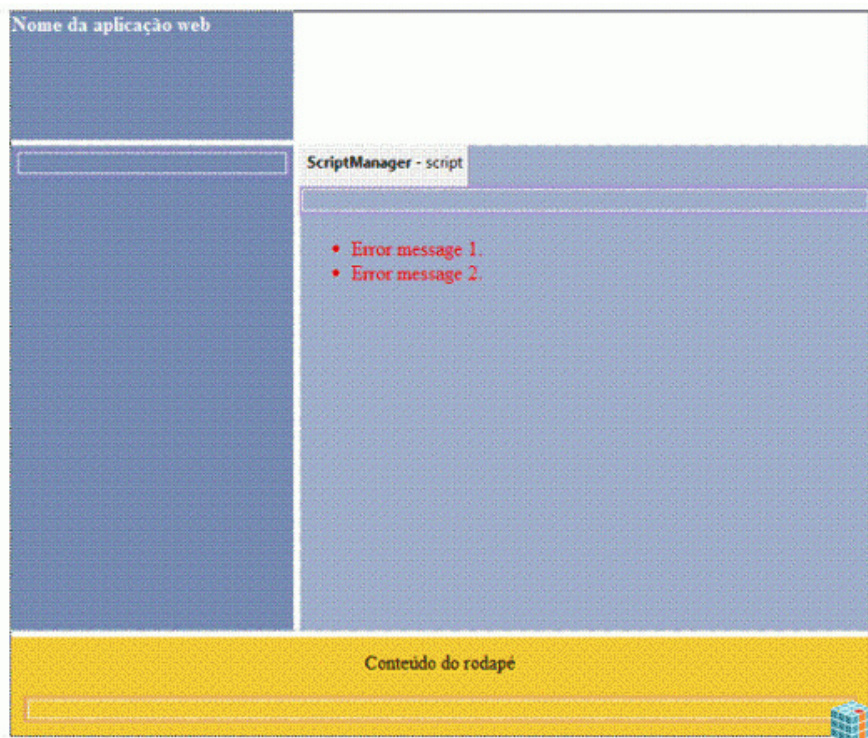 Nome da aplicação web
ScriptManager - script
• Error message 1.
• Error message 2.
Conteúdo do rodapé